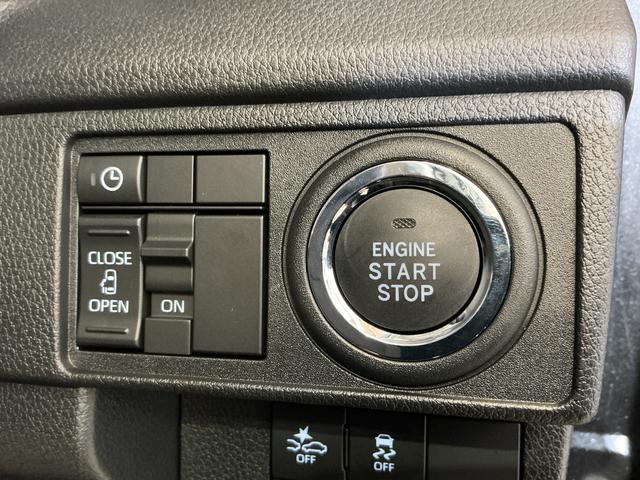 CLOSE
OPEN
ON
ENGINE
START
STOP
OFF
OFF